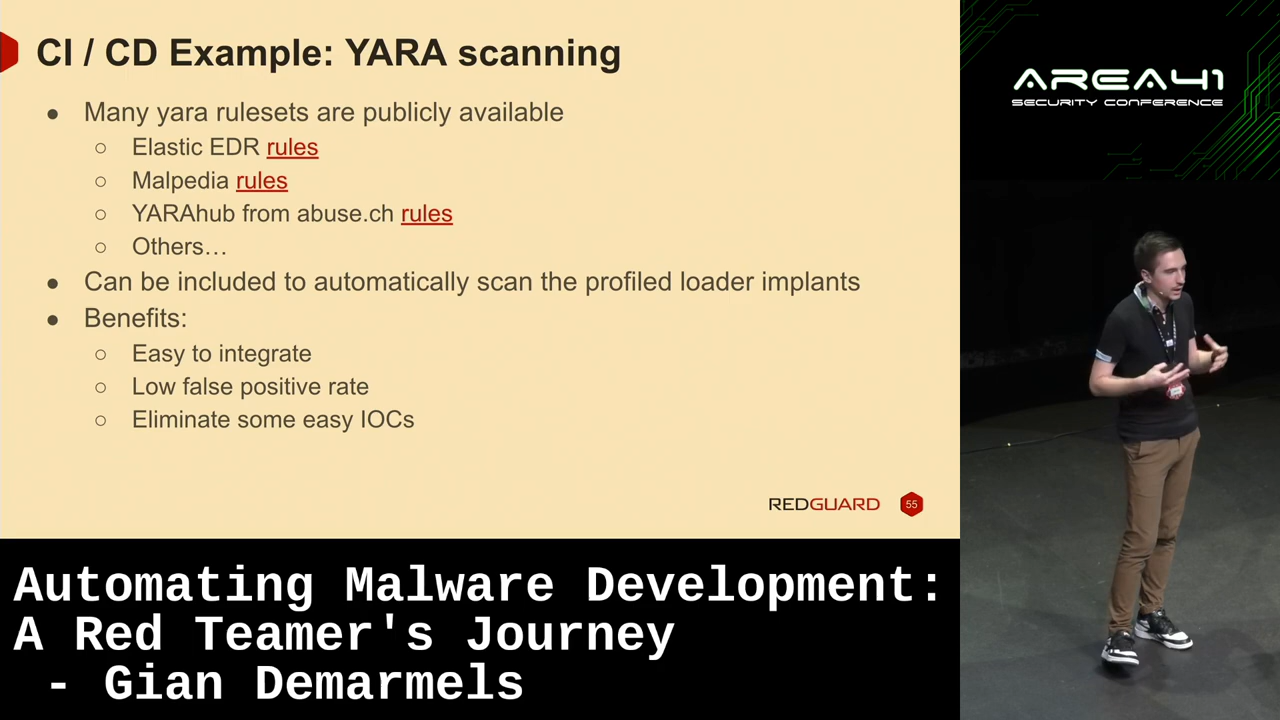 CI / CD Example: YARA scanning
● Many yara rulesets are publicly available
○ Elastic EDR rules
○ Malpedia rules
○ YARAhub from abuse.ch rules
○ Others…
● Can be included to automatically scan the profiled loader implants
● Benefits:
○ Easy to integrate
○ Low false positive rate
○ Eliminate some easy IOCs
REDGUARD 55
AREA41
SECURITY CONFERENCE
Automating Malware Development:
A Red Teamer's Journey
- Gian Demarmels